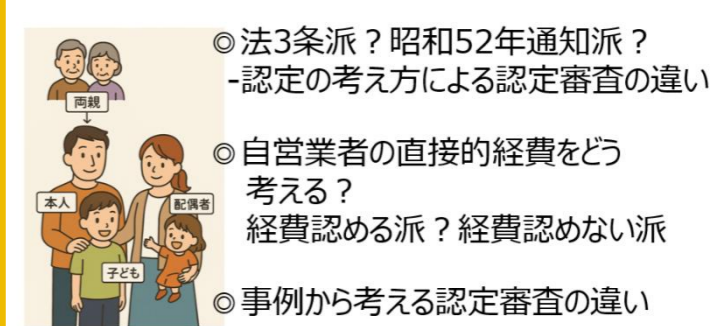 ◎法3条派？昭和52年通知派？
-認定の考え方による認定審査の違い
◎自営業者の直接的経費をどう
考える？
経費認める派？経費認めない派
◎事例から考える認定審査の違い
両親
本人
配偶者
子ども